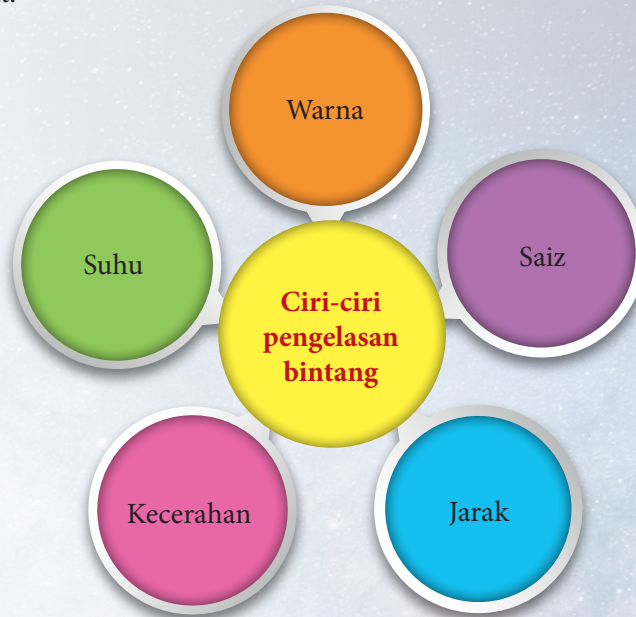 Warna
Saiz
Suhu
Ciri-ciri
pengelasan
bintang
Kecerahan
Jarak